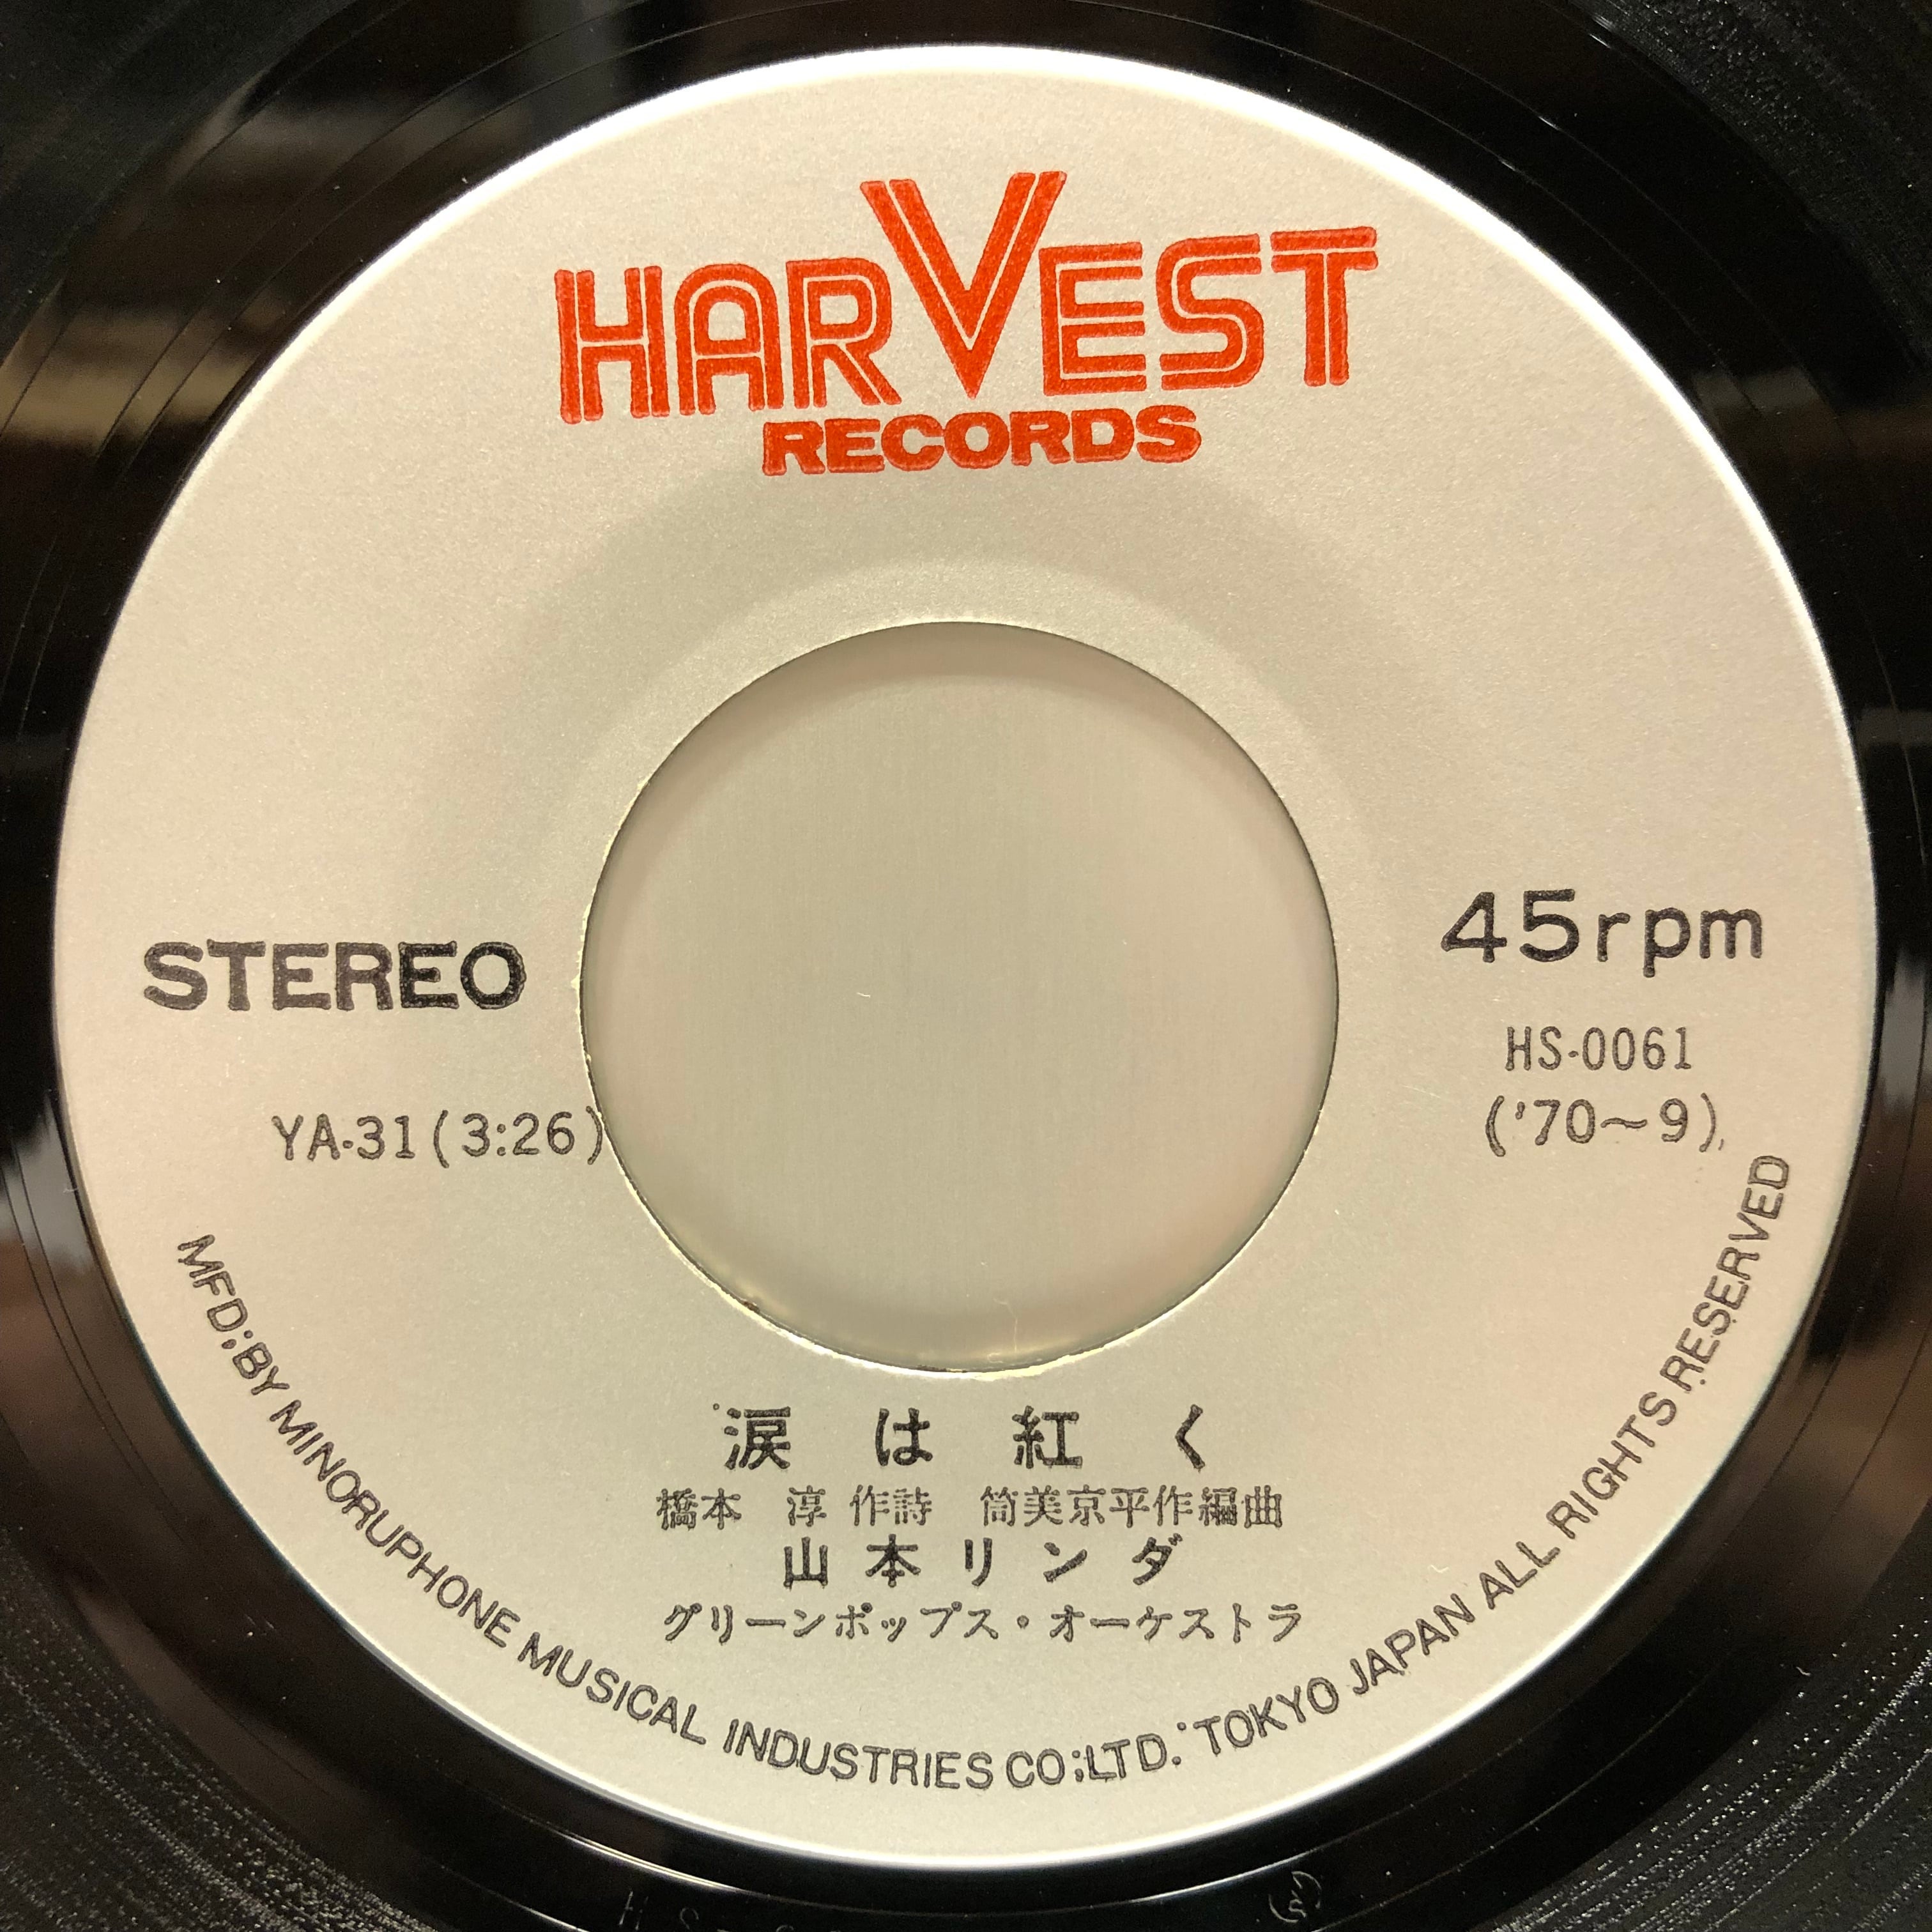 HARVEST
RECORDS
STEREO
45rpm
HS-0061
('70~9)
YA-31(3:26)
涙は紅く
橋本 淳 作詩 筒美京平作編曲
山本リンダ
グリーンポップス・オーケストラ
MFD;BY MINORUPHONE MUSICAL INDUSTRIES CO;LTD. TOKYO JAPAN ALL RIGHTS RESERVED